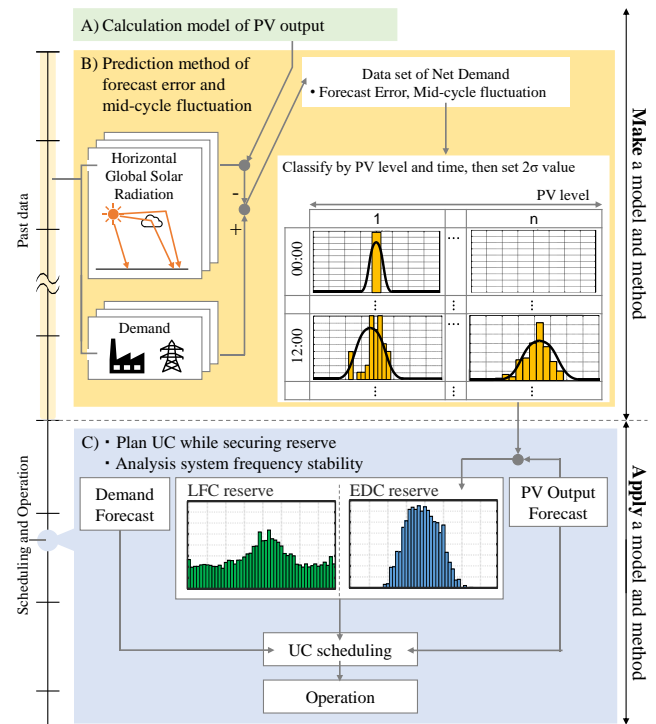 A) Calculation model of PV output
B) Prediction method of
forecast error and
mid-cycle fluctuation
Data set of Net Demand
• Forecast Error, Mid-cycle fluctuation
Horizontal
Global Solar
Radiation
-
+
Demand
Classify by PV level and time, then set 2σ value
PV level
1
...
n
00:00
⋮
⋮
⋮
12:00
...
⋮
⋮
⋮
Past data
Make a model and method
C) ・ Plan UC while securing reserve
・ Analysis system frequency stability
Demand
Forecast
LFC reserve
EDC reserve
PV Output
Forecast
UC scheduling
Operation
Scheduling and Operation
Apply a model and method